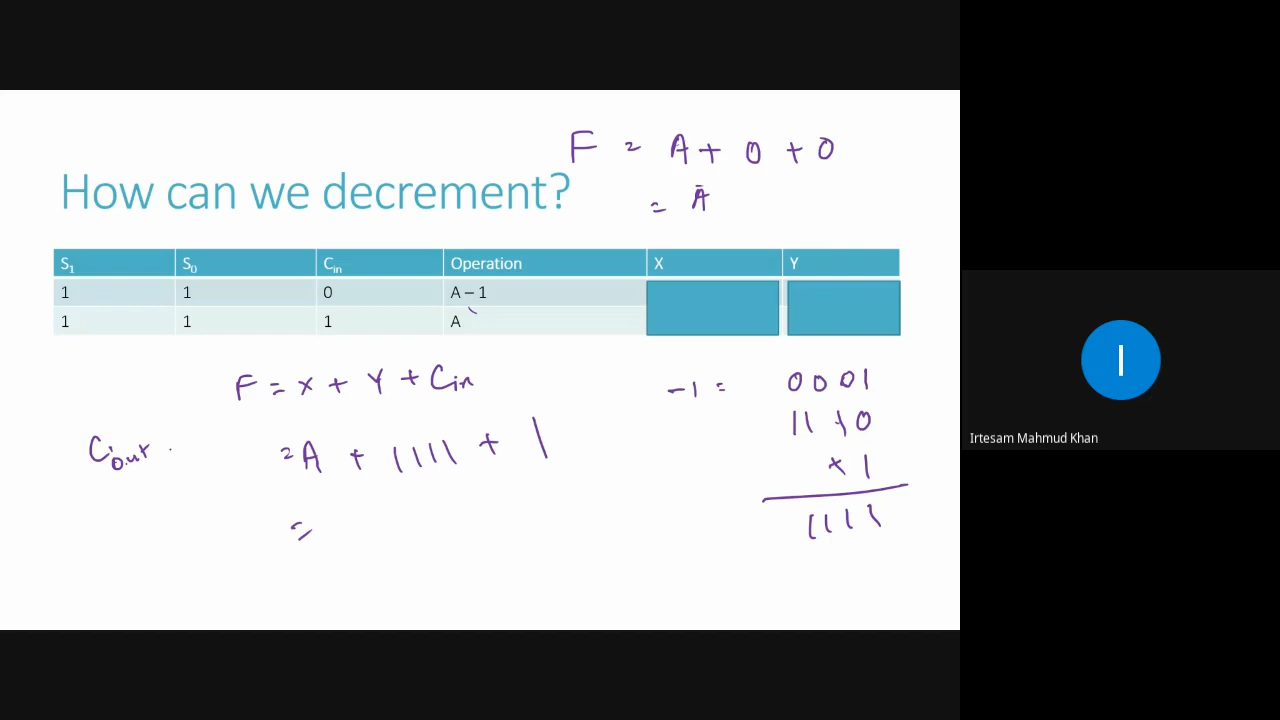 F = A + 0 + 0
= A
How can we decrement?
S1 S0 Cin Operation X Y
1 1 0 A – 1
1 1 1 A
F = X + Y + Cin
-1 = 0001
1110
Cout
= A + 1111 + 1
+ 1
1111
=
I
Irtesam Mahmud Khan